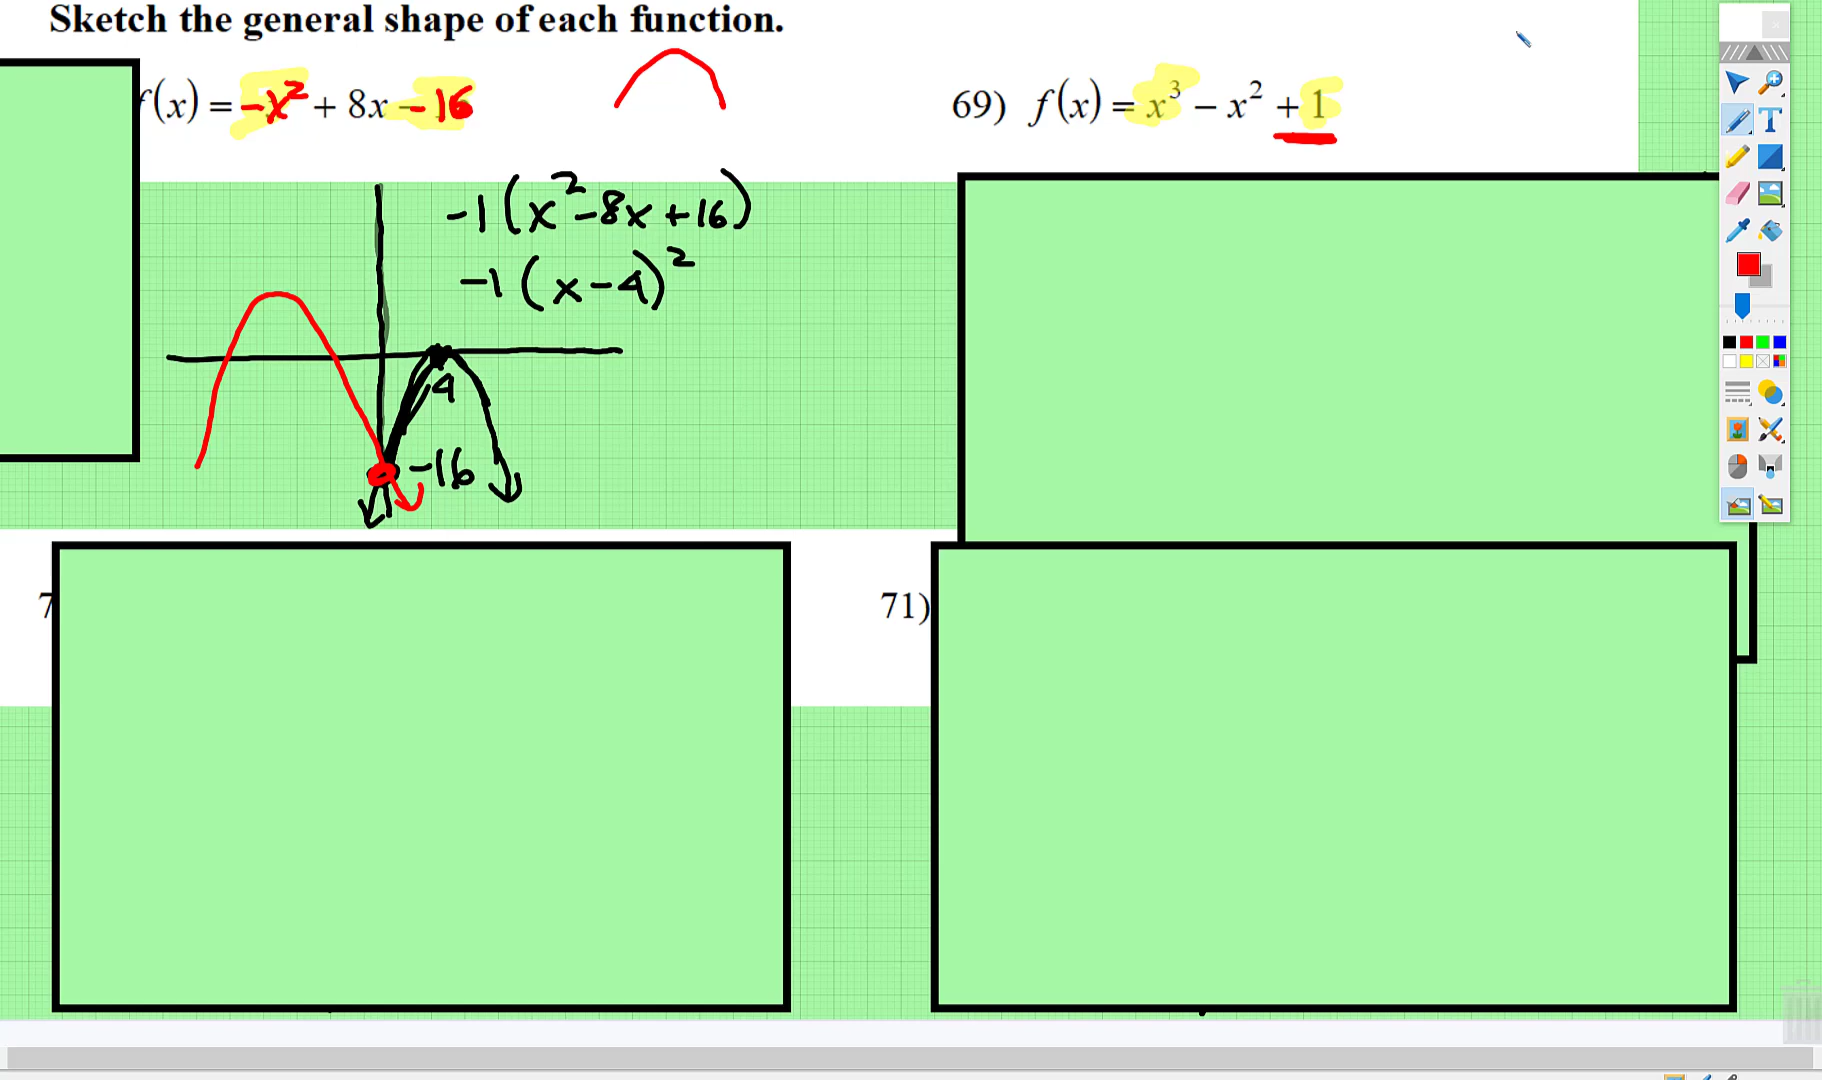 Sketch the general shape of each function.
f(x) = -x² + 8x - 16
69) f(x) = x³ − x² + 1
-1(x² - 8x + 16)
-1(x - 4)²
4
-16
7
71)
T